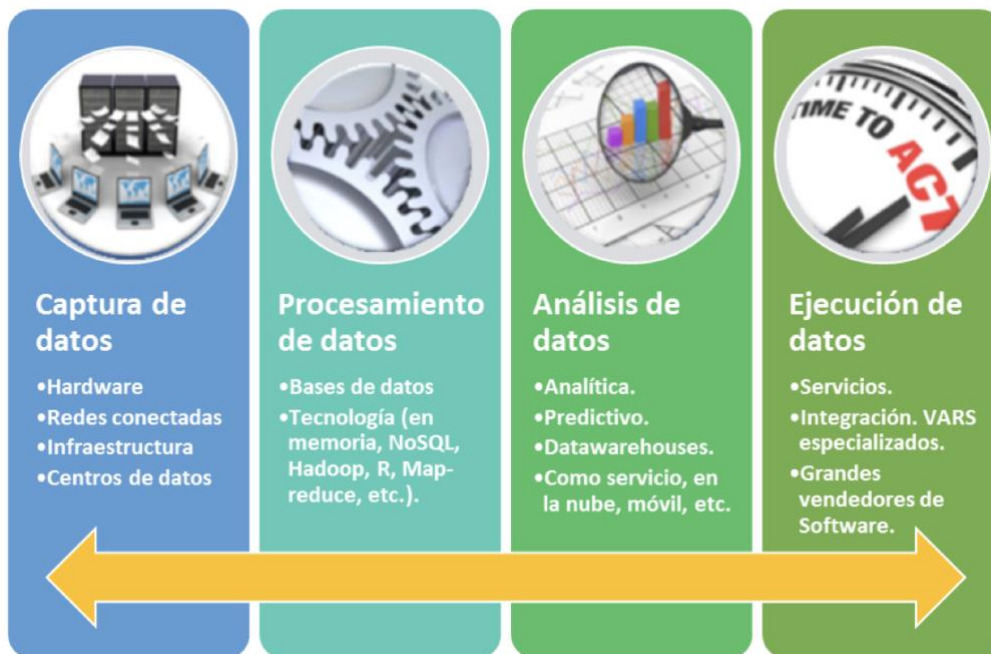 TIME TO ACT
Captura de
datos
•Hardware
•Redes conectadas
•Infraestructura
•Centros de datos
Procesamiento
de datos
•Bases de datos
•Tecnología (en
memoria, NoSQL,
Hadoop, R, Map-
reduce, etc.).
Análisis de
datos
•Analítica.
•Predictivo.
•Datawarehouses.
•Como servicio, en
la nube, móvil, etc.
Ejecución de
datos
•Servicios.
•Integración. VARS
especializados.
•Grandes
vendedores de
Software.